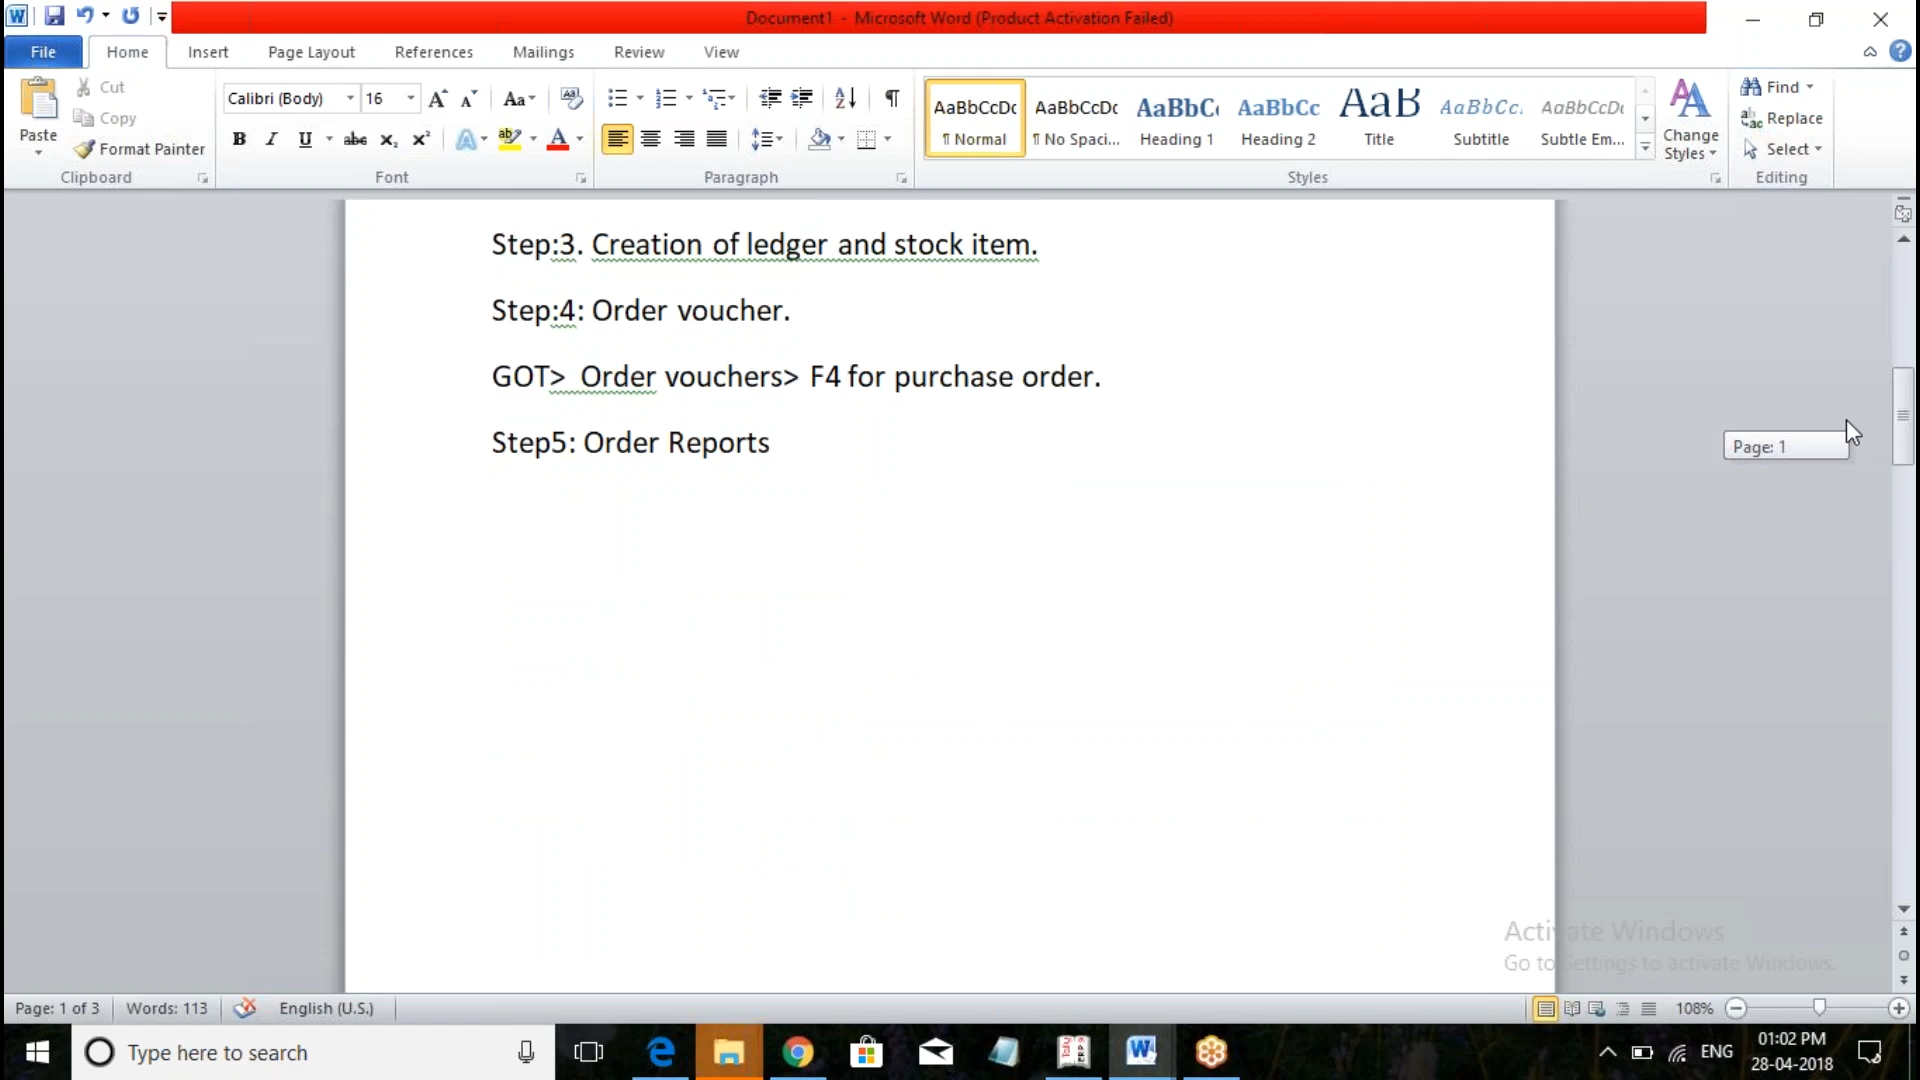 Document1 - Microsoft Word (Product Activation Failed)
File Home Insert Page Layout References Mailings Review View
Paste
Cut
Copy
Format Painter
Clipboard
Calibri (Body) 16
Font
Paragraph
AaBbCcDc AaBbCcDc AaBbC AaBbCc AaB AaBbCc. AaBbCcDc
¶ Normal ¶ No Spaci... Heading 1 Heading 2 Title Subtitle Subtle Em...
Styles
Change
Styles
Find
Replace
Select
Editing
Step:3. Creation of ledger and stock item.
Step:4: Order voucher.
GOT> Order vouchers> F4 for purchase order.
Step5: Order Reports
Page: 1
Activate Windows
Go to Settings to activate Windows.
Page: 1 of 3 Words: 113 English (U.S.) 108%
Type here to search
ENG
01:02 PM
28-04-2018